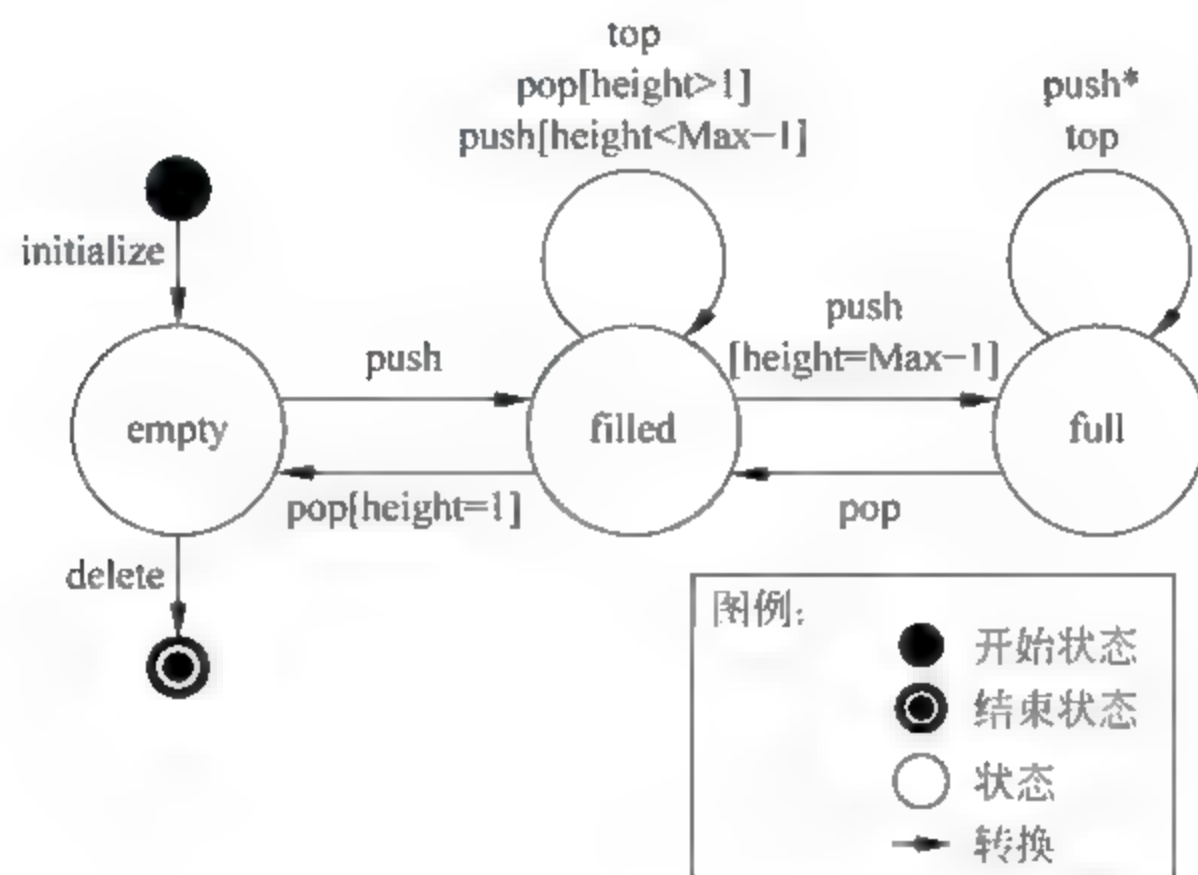 top
pop[height>1]
push[height<Max−1]
push*
top
initialize
push
push
[height=Max−1]
empty
filled
full
pop[height=1]
pop
delete
图例:
开始状态
结束状态
状态
转换